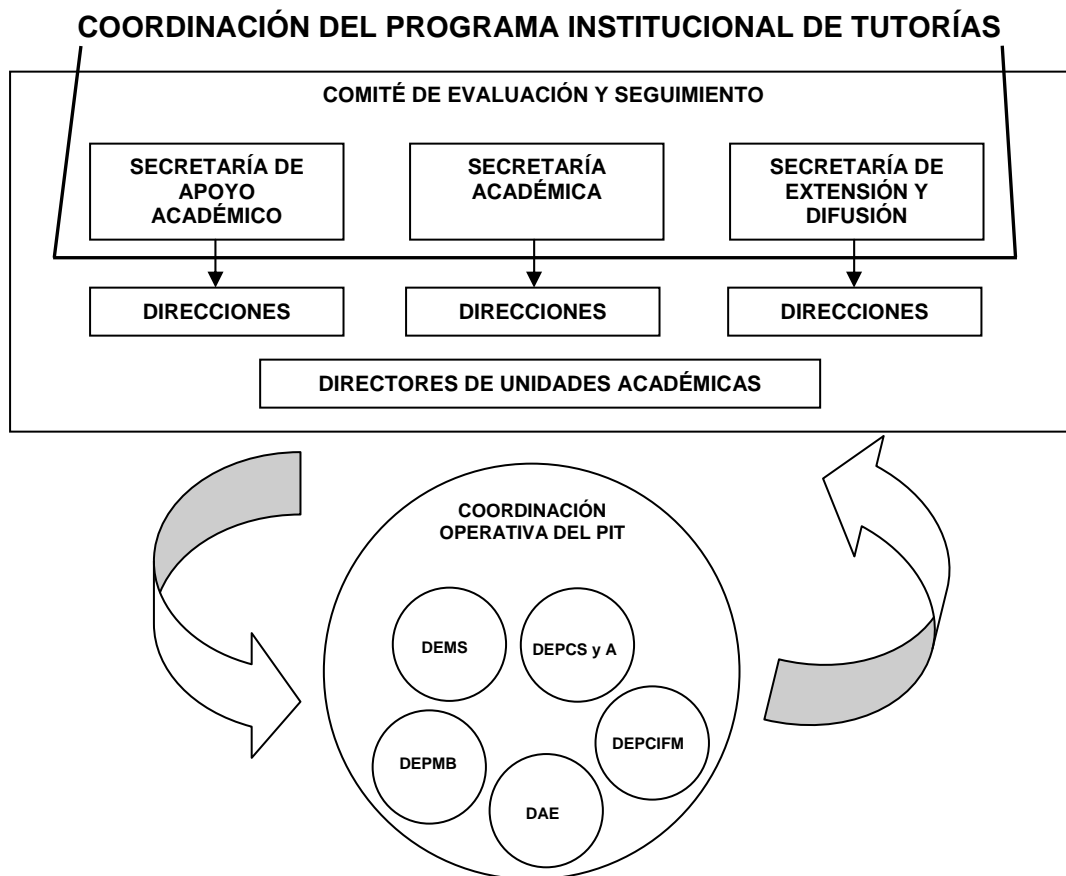 COORDINACIÓN DEL PROGRAMA INSTITUCIONAL DE TUTORÍAS
COMITÉ DE EVALUACIÓN Y SEGUIMIENTO
SECRETARÍA DE
APOYO
ACADÉMICO
SECRETARÍA
ACADÉMICA
SECRETARÍA DE
EXTENSIÓN Y
DIFUSIÓN
DIRECCIONES
DIRECCIONES
DIRECCIONES
DIRECTORES DE UNIDADES ACADÉMICAS
COORDINACIÓN
OPERATIVA DEL PIT
DEMS
DEPCS y A
DEPMB
DEPCIFM
DAE